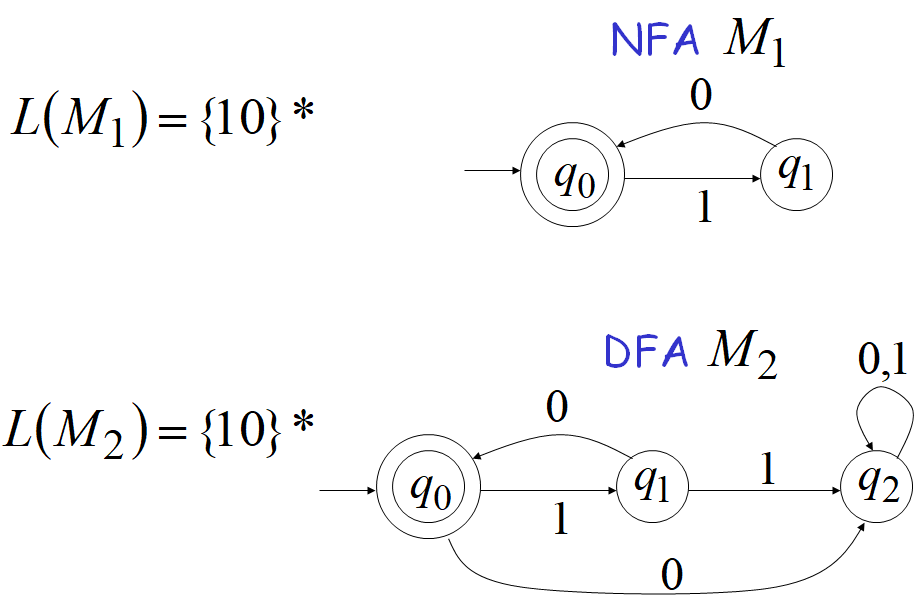 NFA M₁
0
L(M₁) = {10} *
q₀
q₁
1
DFA M₂
0,1
L(M₂) = {10} *
0
q₀
q₁
1
q₂
1
0